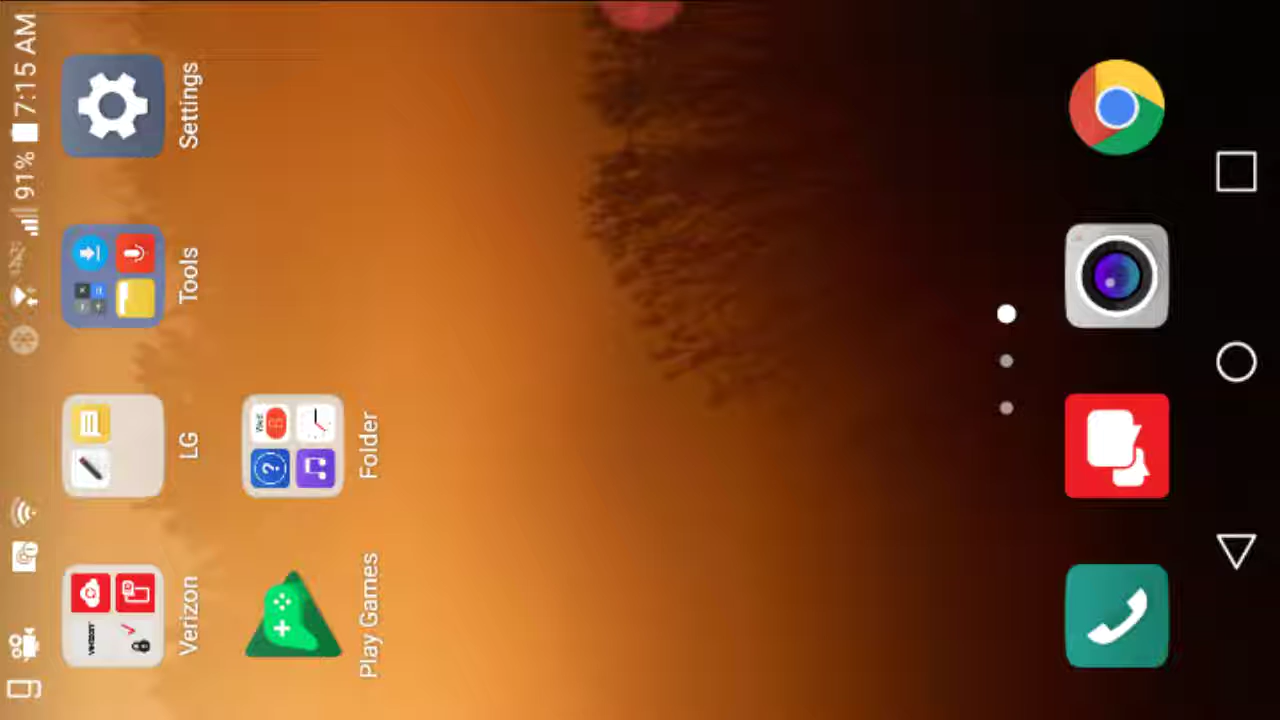 91% 7:15 AM
Verizon
LG
Tools
Settings
Play Games
Folder